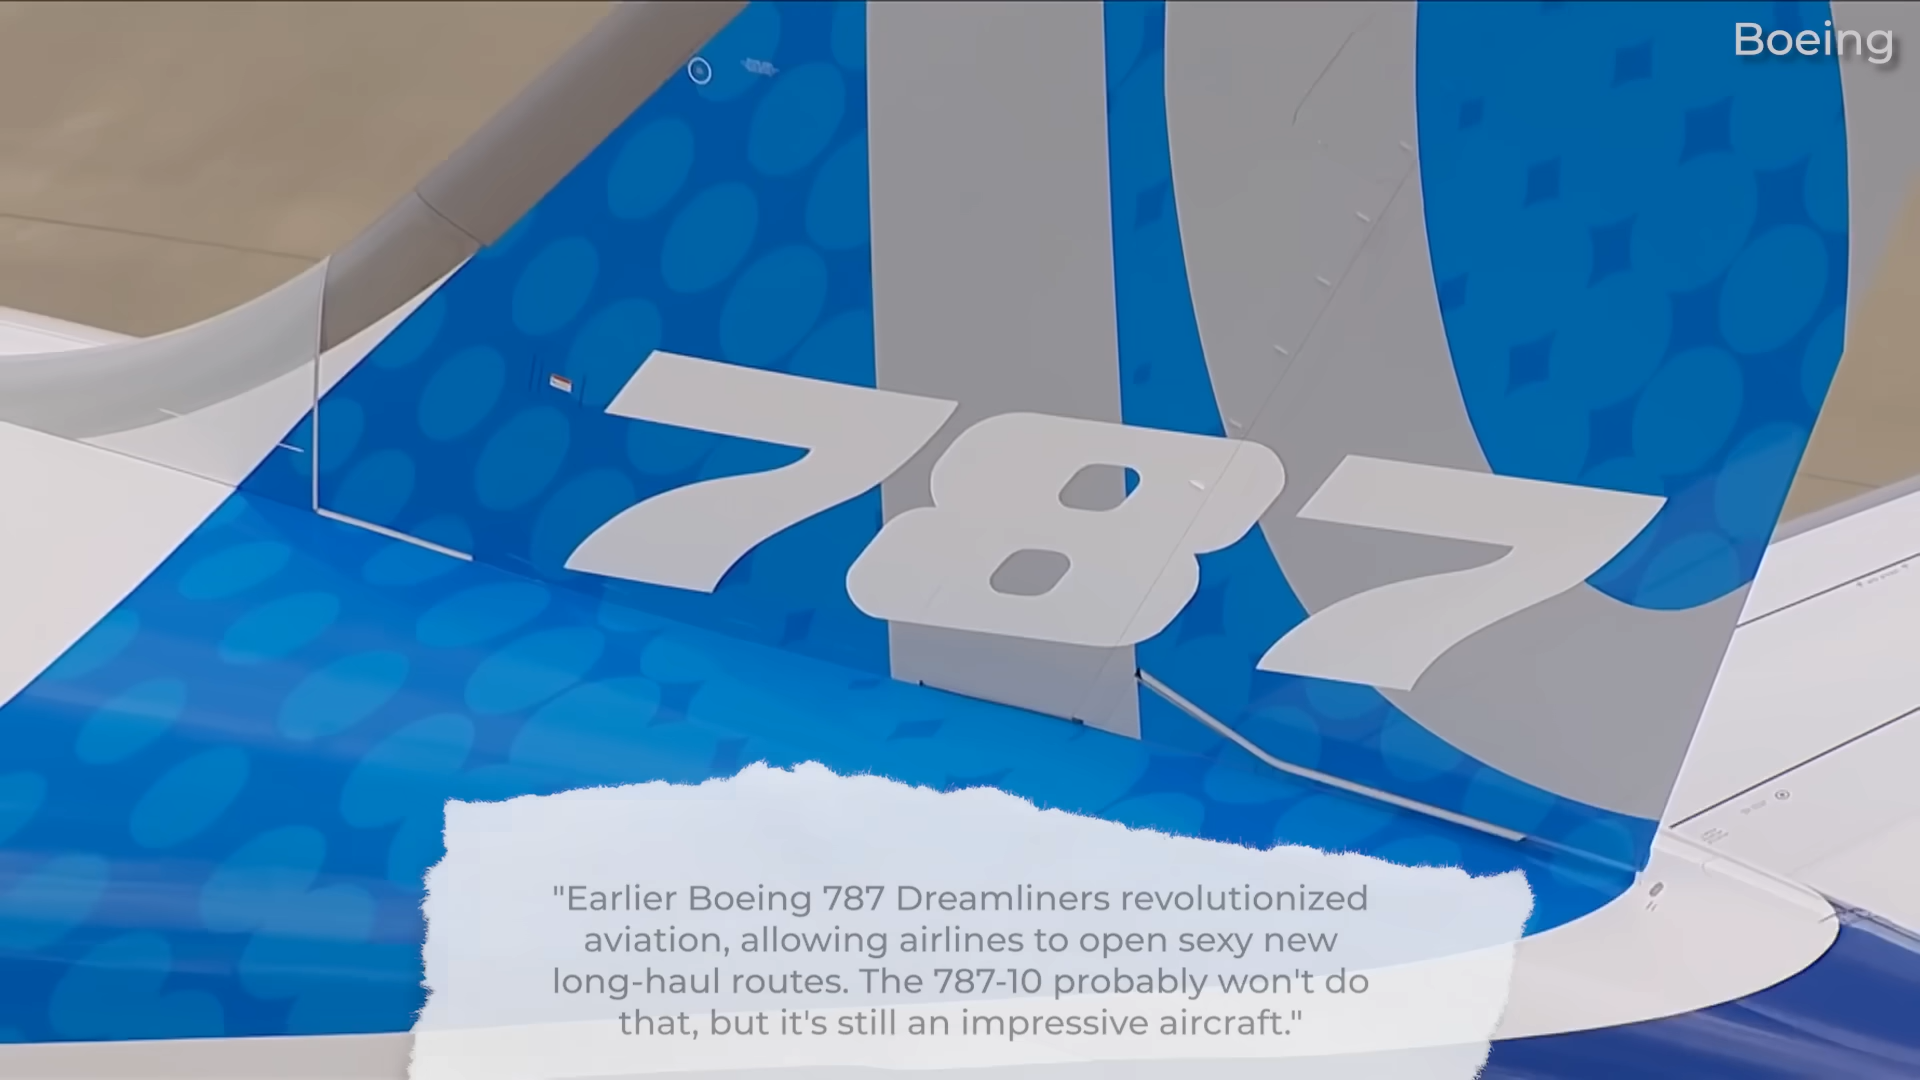 Boeing
10
787
"Earlier Boeing 787 Dreamliners revolutionized
aviation, allowing airlines to open sexy new
long-haul routes. The 787-10 probably won't do
that, but it's still an impressive aircraft."